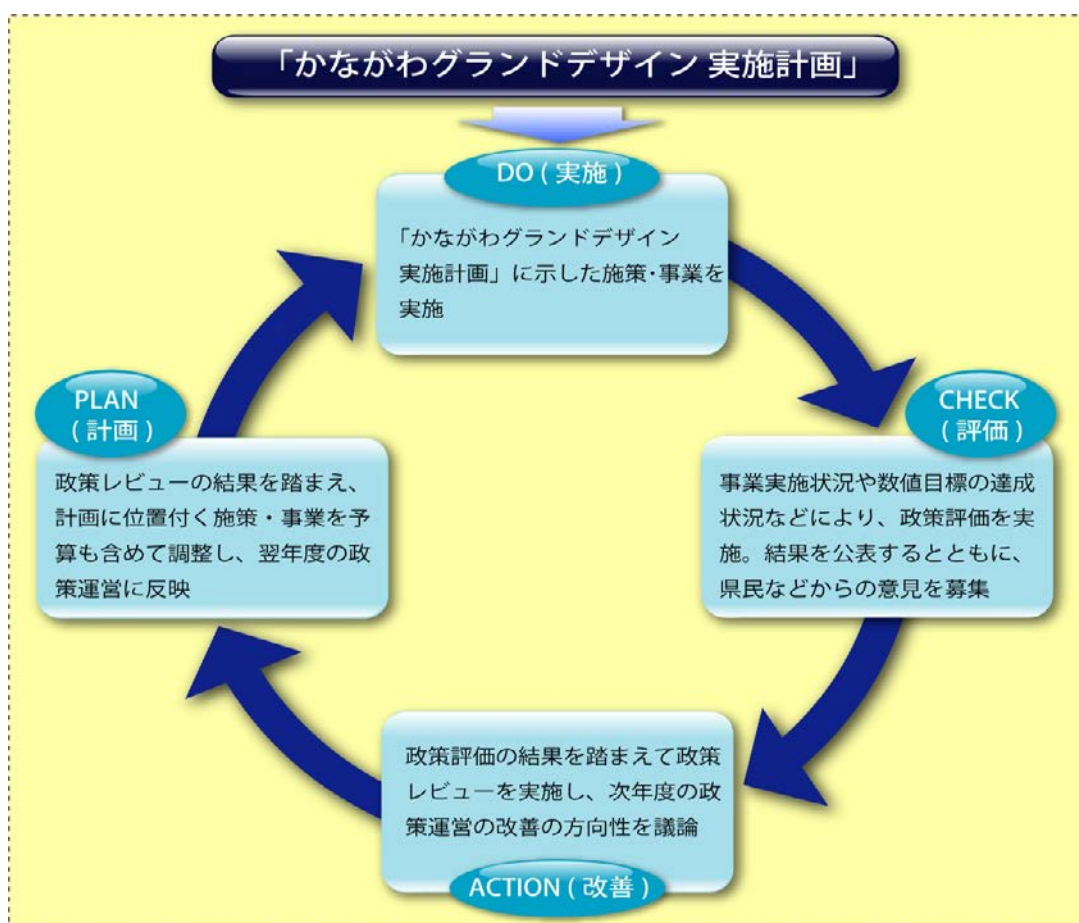 「かながわグランドデザイン 実施計画」
DO ( 実施 )
「かながわグランドデザイン
実施計画」に示した施策･事業を
実施
CHECK
( 評価 )
事業実施状況や数値目標の達成
状況などにより、政策評価を実
施。結果を公表するとともに、
県民などからの意見を募集
政策評価の結果を踏まえて政策
レビューを実施し、次年度の政
策運営の改善の方向性を議論
ACTION ( 改善 )
PLAN
( 計画 )
政策レビューの結果を踏まえ、
計画に位置付く施策・事業を予
算も含めて調整し、翌年度の政
策運営に反映